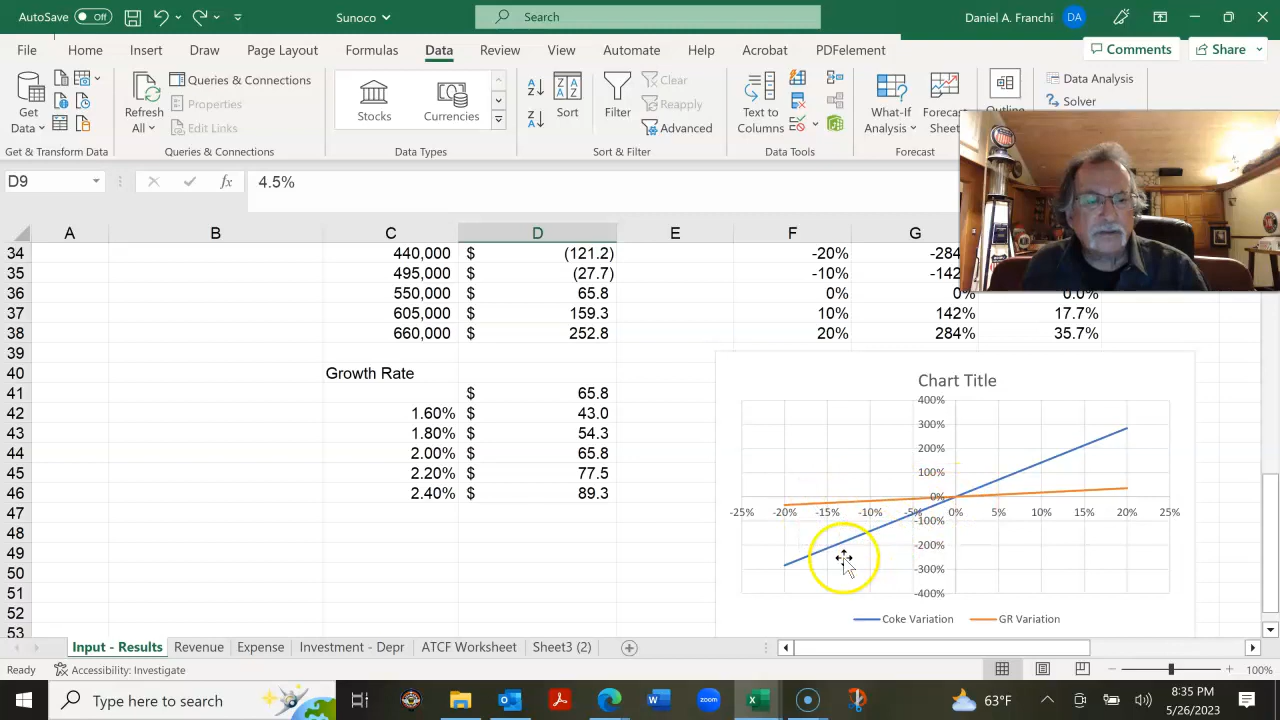 AutoSave Off Sunoco Search Daniel A. Franchi DA
File Home Insert Draw Page Layout Formulas Data Review View Automate Help Acrobat PDFelement Comments Share
Get Data
Refresh All
Queries & Connections
Properties
Edit Links
Stocks
Currencies
Sort
Filter
Clear
Reapply
Advanced
Text to Columns
What-If Analysis
Forecast Sheet
Outline
Data Analysis
Solver
Get & Transform Data Queries & Connections Data Types Sort & Filter Data Tools Forecast
D9 fx 4.5%
A B C D E F G
34 440,000 $ (121.2) -20% -284
35 495,000 $ (27.7) -10% -142
36 550,000 $ 65.8 0% 0% 0.0%
37 605,000 $ 159.3 10% 142% 17.7%
38 660,000 $ 252.8 20% 284% 35.7%
39
40 Growth Rate
41 $ 65.8
42 1.60% $ 43.0
43 1.80% $ 54.3
44 2.00% $ 65.8
45 2.20% $ 77.5
46 2.40% $ 89.3
47
48
49
50
51
52
53
Chart Title
400%
300%
200%
100%
0%
-25% -20% -15% -10% -5% 0% 5% 10% 15% 20% 25%
-100%
-200%
-300%
-400%
Coke Variation GR Variation
Input - Results Revenue Expense Investment - Depr ATCF Worksheet Sheet3 (2)
Ready Accessibility: Investigate 100%
Type here to search 63°F 8:35 PM
5/26/2023